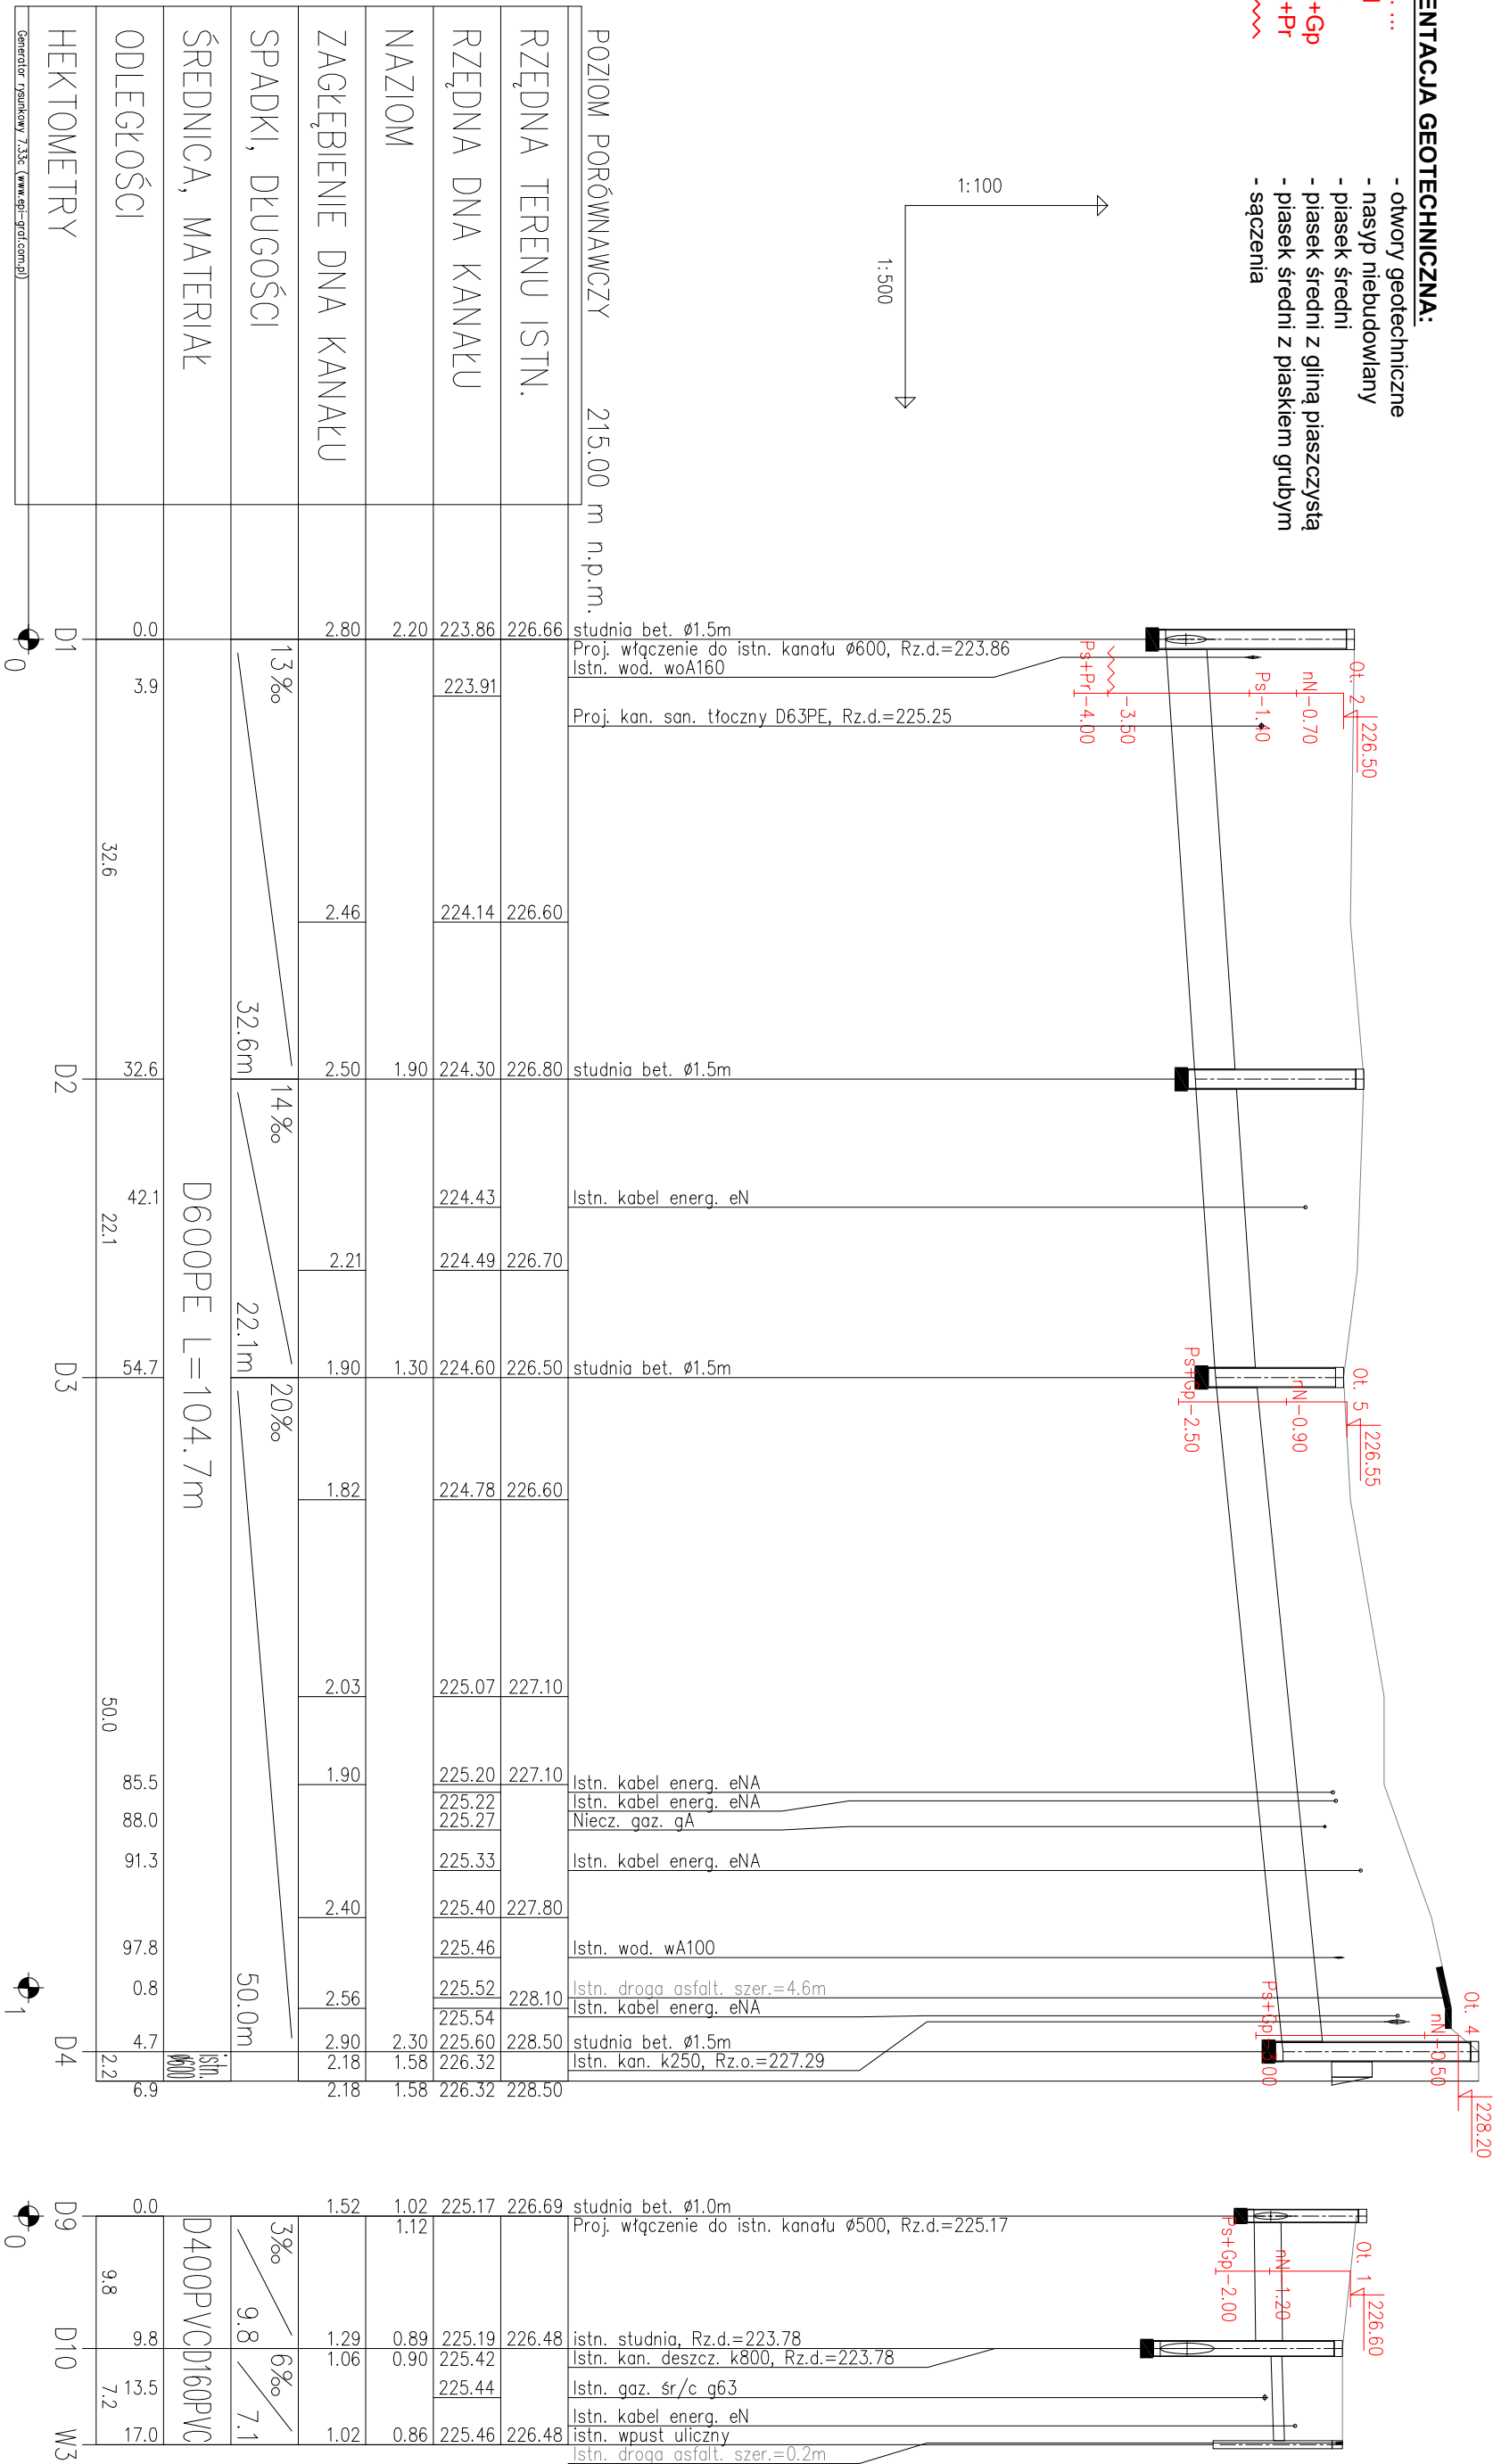 ENTACJA GEOTECHNICZNA:
- otwory geotechniczne
- nasyp niebudowlany
- piasek średni
+Gp - piasek średni z gliną piaszczystą
+Pr - piasek średni z piaskiem grubym
- sączenia
1:100
1:500
Ot. 2 226.50
nN-0.70
Ps-1.40
-3.50
Ps+Pr-4.00
Ot. 5 226.55
nN-0.90
Ps+Gp-2.50
Ot. 4 228.20
nN-0.50
Ps+Gp-3.00
Ot. 1 226.60
nN-1.20
Ps+Gp-2.00
POZIOM PORÓWNAWCZY 215.00 m n.p.m.
studnia bet. ø1.5m
Proj. włączenie do istn. kanału ø600, Rz.d.=223.86
Istn. wod. woA160
Proj. kan. san. tłoczny D63PE, Rz.d.=225.25
studnia bet. ø1.5m
Istn. kabel energ. eN
studnia bet. ø1.5m
Istn. kabel energ. eNA
Istn. kabel energ. eNA
Niecz. gaz. gA
Istn. kabel energ. eNA
Istn. wod. wA100
Istn. droga asfalt. szer.=4.6m
Istn. kabel energ. eNA
studnia bet. ø1.5m
Istn. kan. k250, Rz.o.=227.29
studnia bet. ø1.0m
Proj. włączenie do istn. kanału ø500, Rz.d.=225.17
istn. studnia, Rz.d.=223.78
Istn. kan. deszcz. k800, Rz.d.=223.78
Istn. gaz. śr/c g63
Istn. kabel energ. eN
istn. wpust uliczny
Istn. droga asfalt. szer.=0.2m
RZĘDNA TERENU ISTN. 226.66 226.60 226.80 226.70 226.50 226.60 227.10 227.10 227.80 228.10 228.50 228.50 226.69 226.48 226.48
RZĘDNA DNA KANAŁU 223.86 223.91 224.14 224.30 224.43 224.49 224.60 224.78 225.07 225.20 225.22 225.27 225.33 225.40 225.46 225.52 225.54 225.60 226.32 226.32 225.17 225.19 225.42 225.44 225.46
NAZIOM 2.20 1.90 1.30 2.30 1.58 1.58 1.02 1.12 0.89 0.90 0.86
ZAGŁĘBIENIE DNA KANAŁU 2.80 2.46 2.50 2.21 1.90 1.82 2.03 1.90 2.40 2.56 2.90 2.18 2.18 1.52 1.29 1.06 1.02
SPADKI, DŁUGOŚCI 13‰ 32.6m 14‰ 22.1m 20‰ 50.0m 3‰ 9.8 6‰ 7.1
ŚREDNICA, MATERIAŁ D600PE L=104.7m istn. ø600 D400PVC D160PVC
ODLEGŁOŚCI 0.0 3.9 32.6 42.1 54.7 85.5 88.0 91.3 97.8 0.8 4.7 6.9 0.0 9.8 13.5 17.0
32.6 22.1 50.0 2.2 9.8 7.2
HEKTOMETRY D1 D2 D3 D4 D9 D10 W3
0 1 0
Generator rysunkowy 7.33c (www.epi-graf.com.pl)